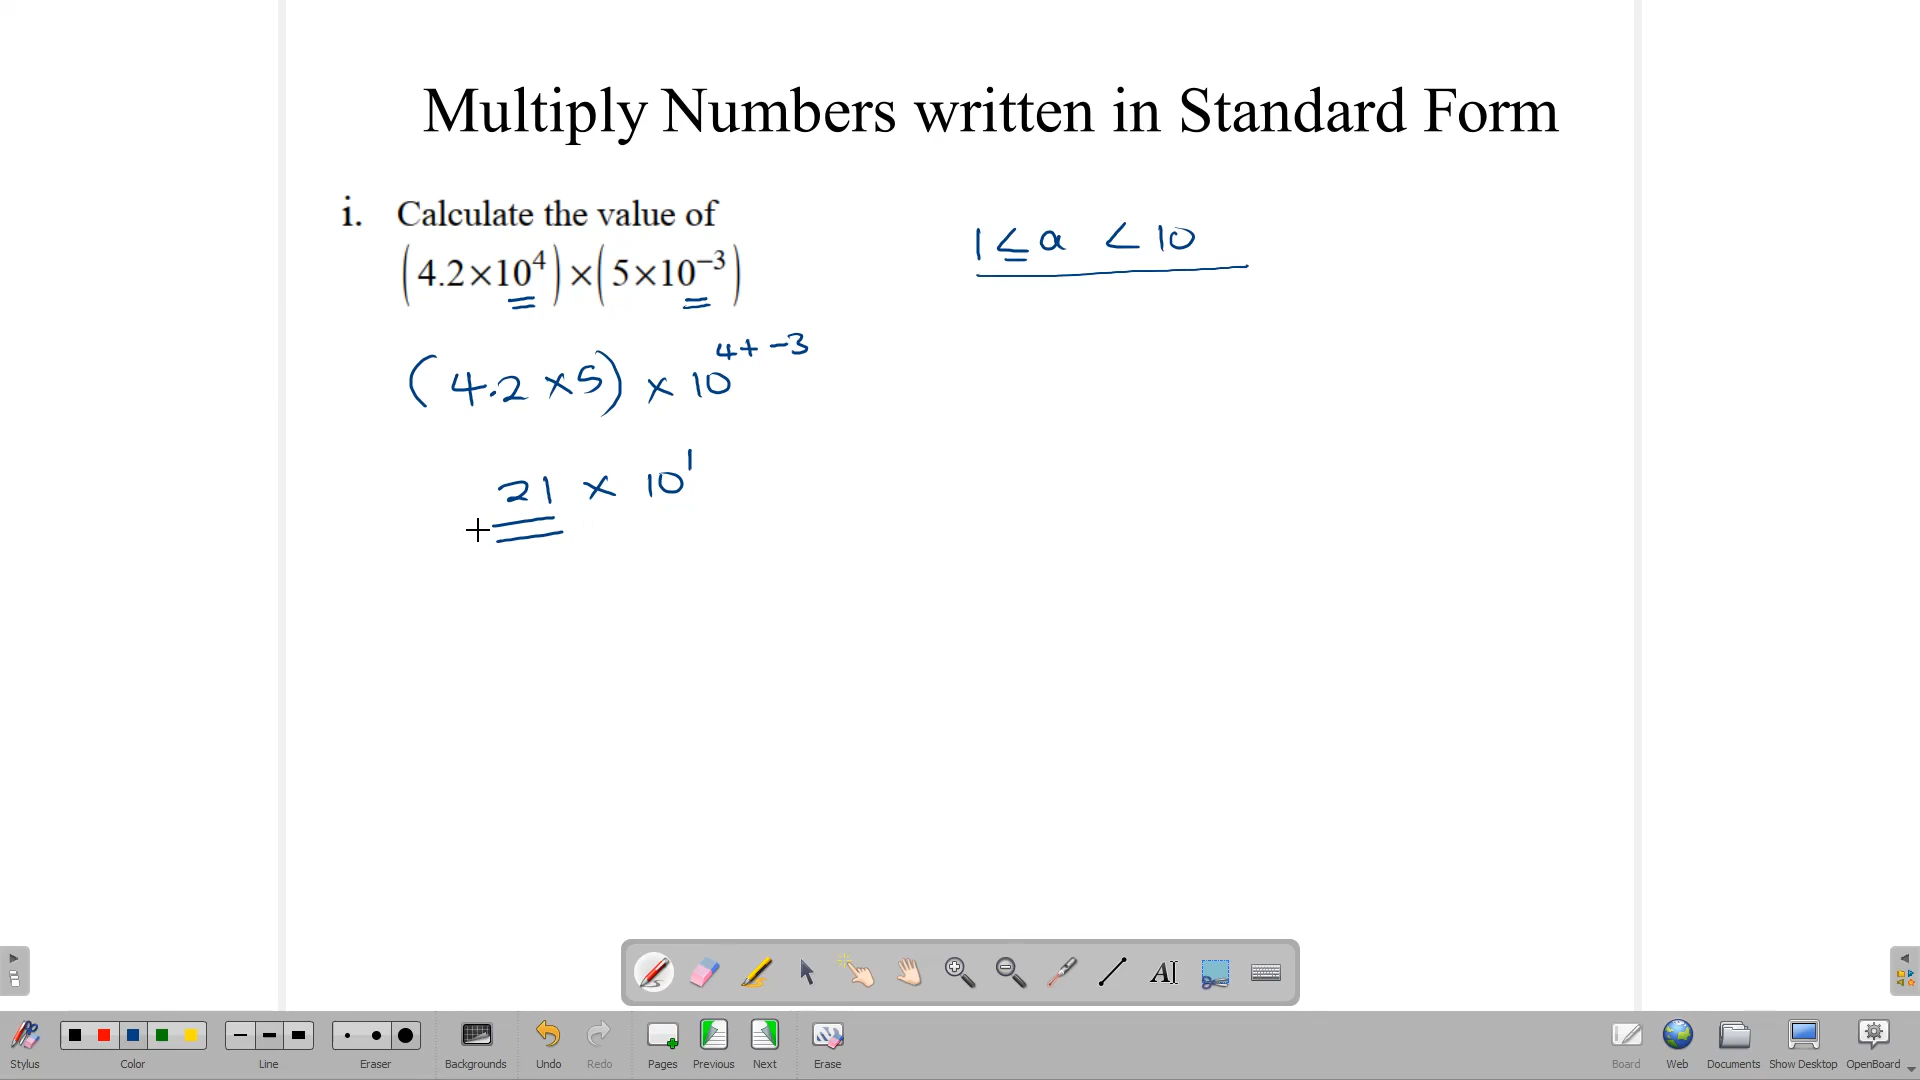 Multiply Numbers written in Standard Form
i. Calculate the value of
(4.2×10⁴)×(5×10⁻³)
1 ≤ a < 10
(4.2 × 5) × 10⁴⁺⁻³
21 × 10¹
Stylus
Color
Line
Eraser
Backgrounds
Undo
Redo
Pages
Previous
Next
Erase
Board
Web
Documents
Show Desktop
OpenBoard